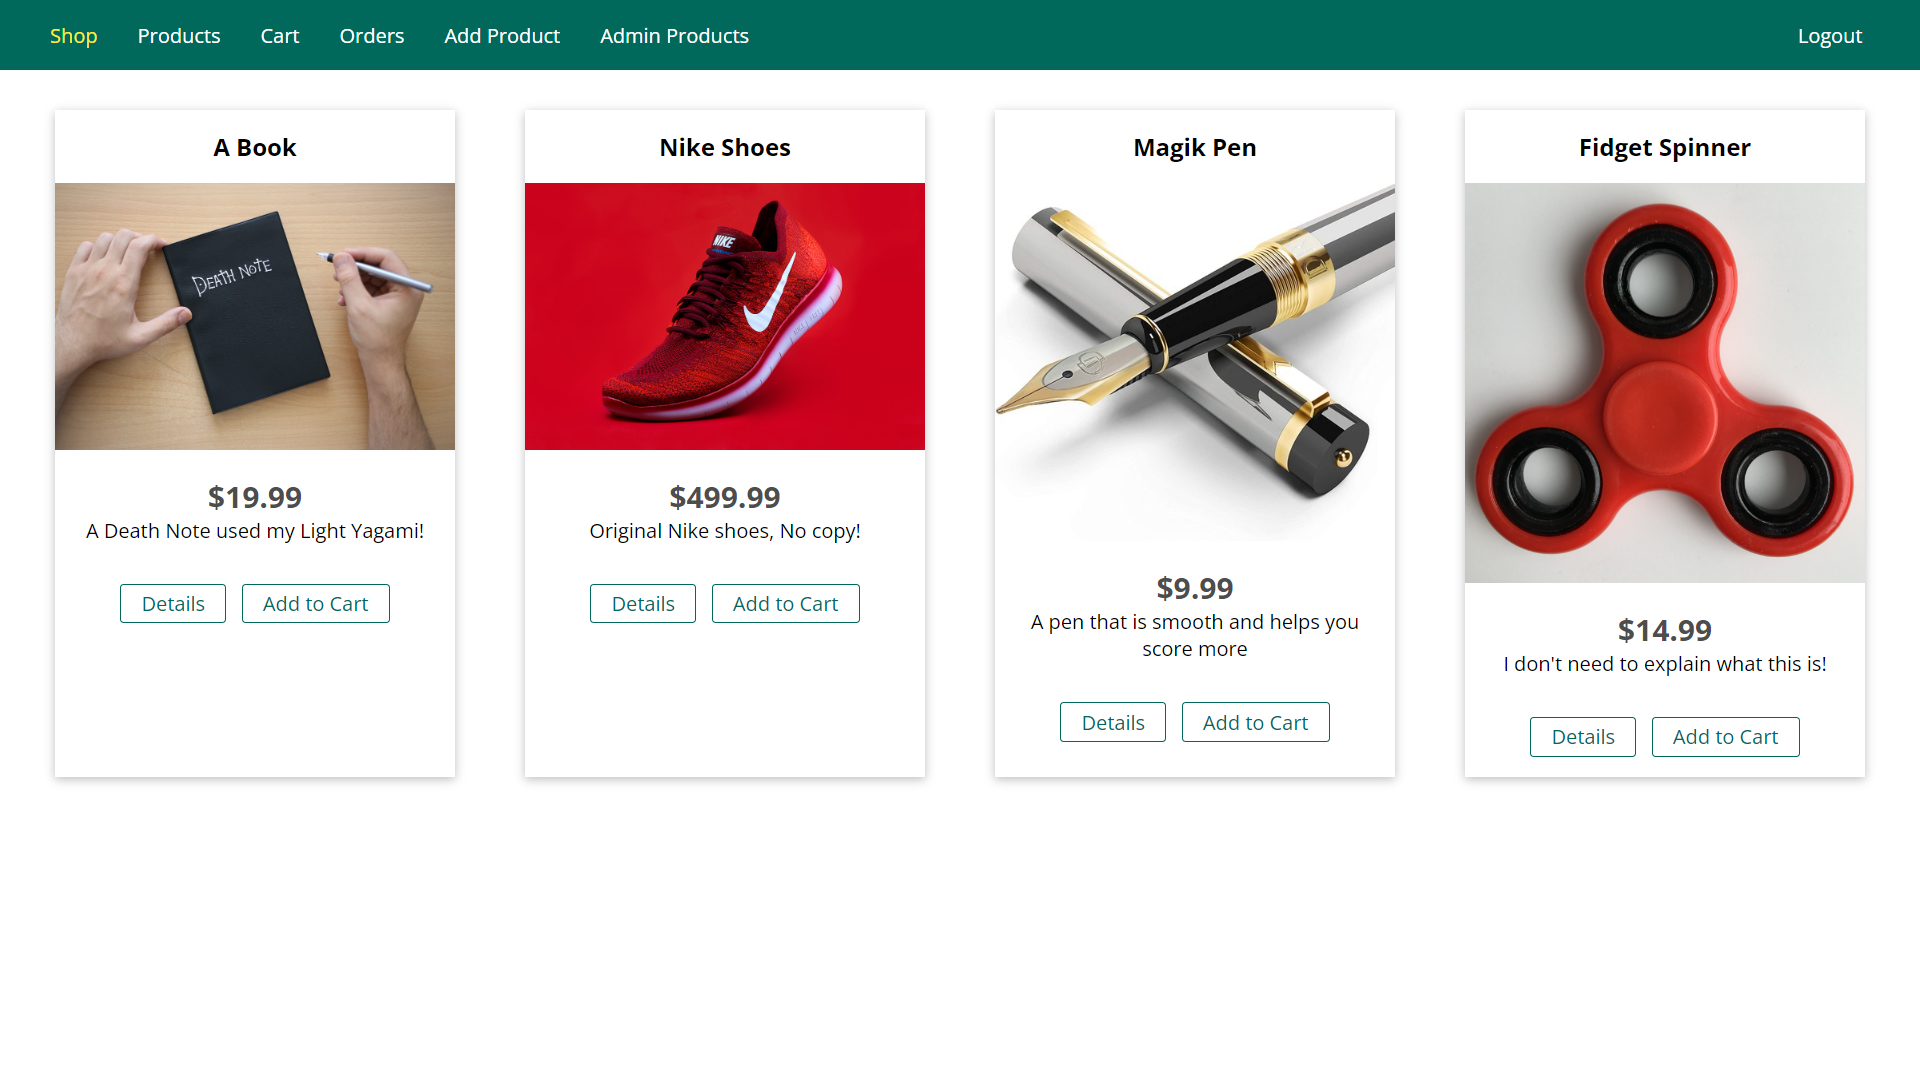 Shop Products Cart Orders Add Product Admin Products Logout
A Book
DEATH NOTE
$19.99
A Death Note used my Light Yagami!
Details Add to Cart
Nike Shoes
NIKE
$499.99
Original Nike shoes, No copy!
Details Add to Cart
Magik Pen
$9.99
A pen that is smooth and helps you
score more
Details Add to Cart
Fidget Spinner
$14.99
I don't need to explain what this is!
Details Add to Cart